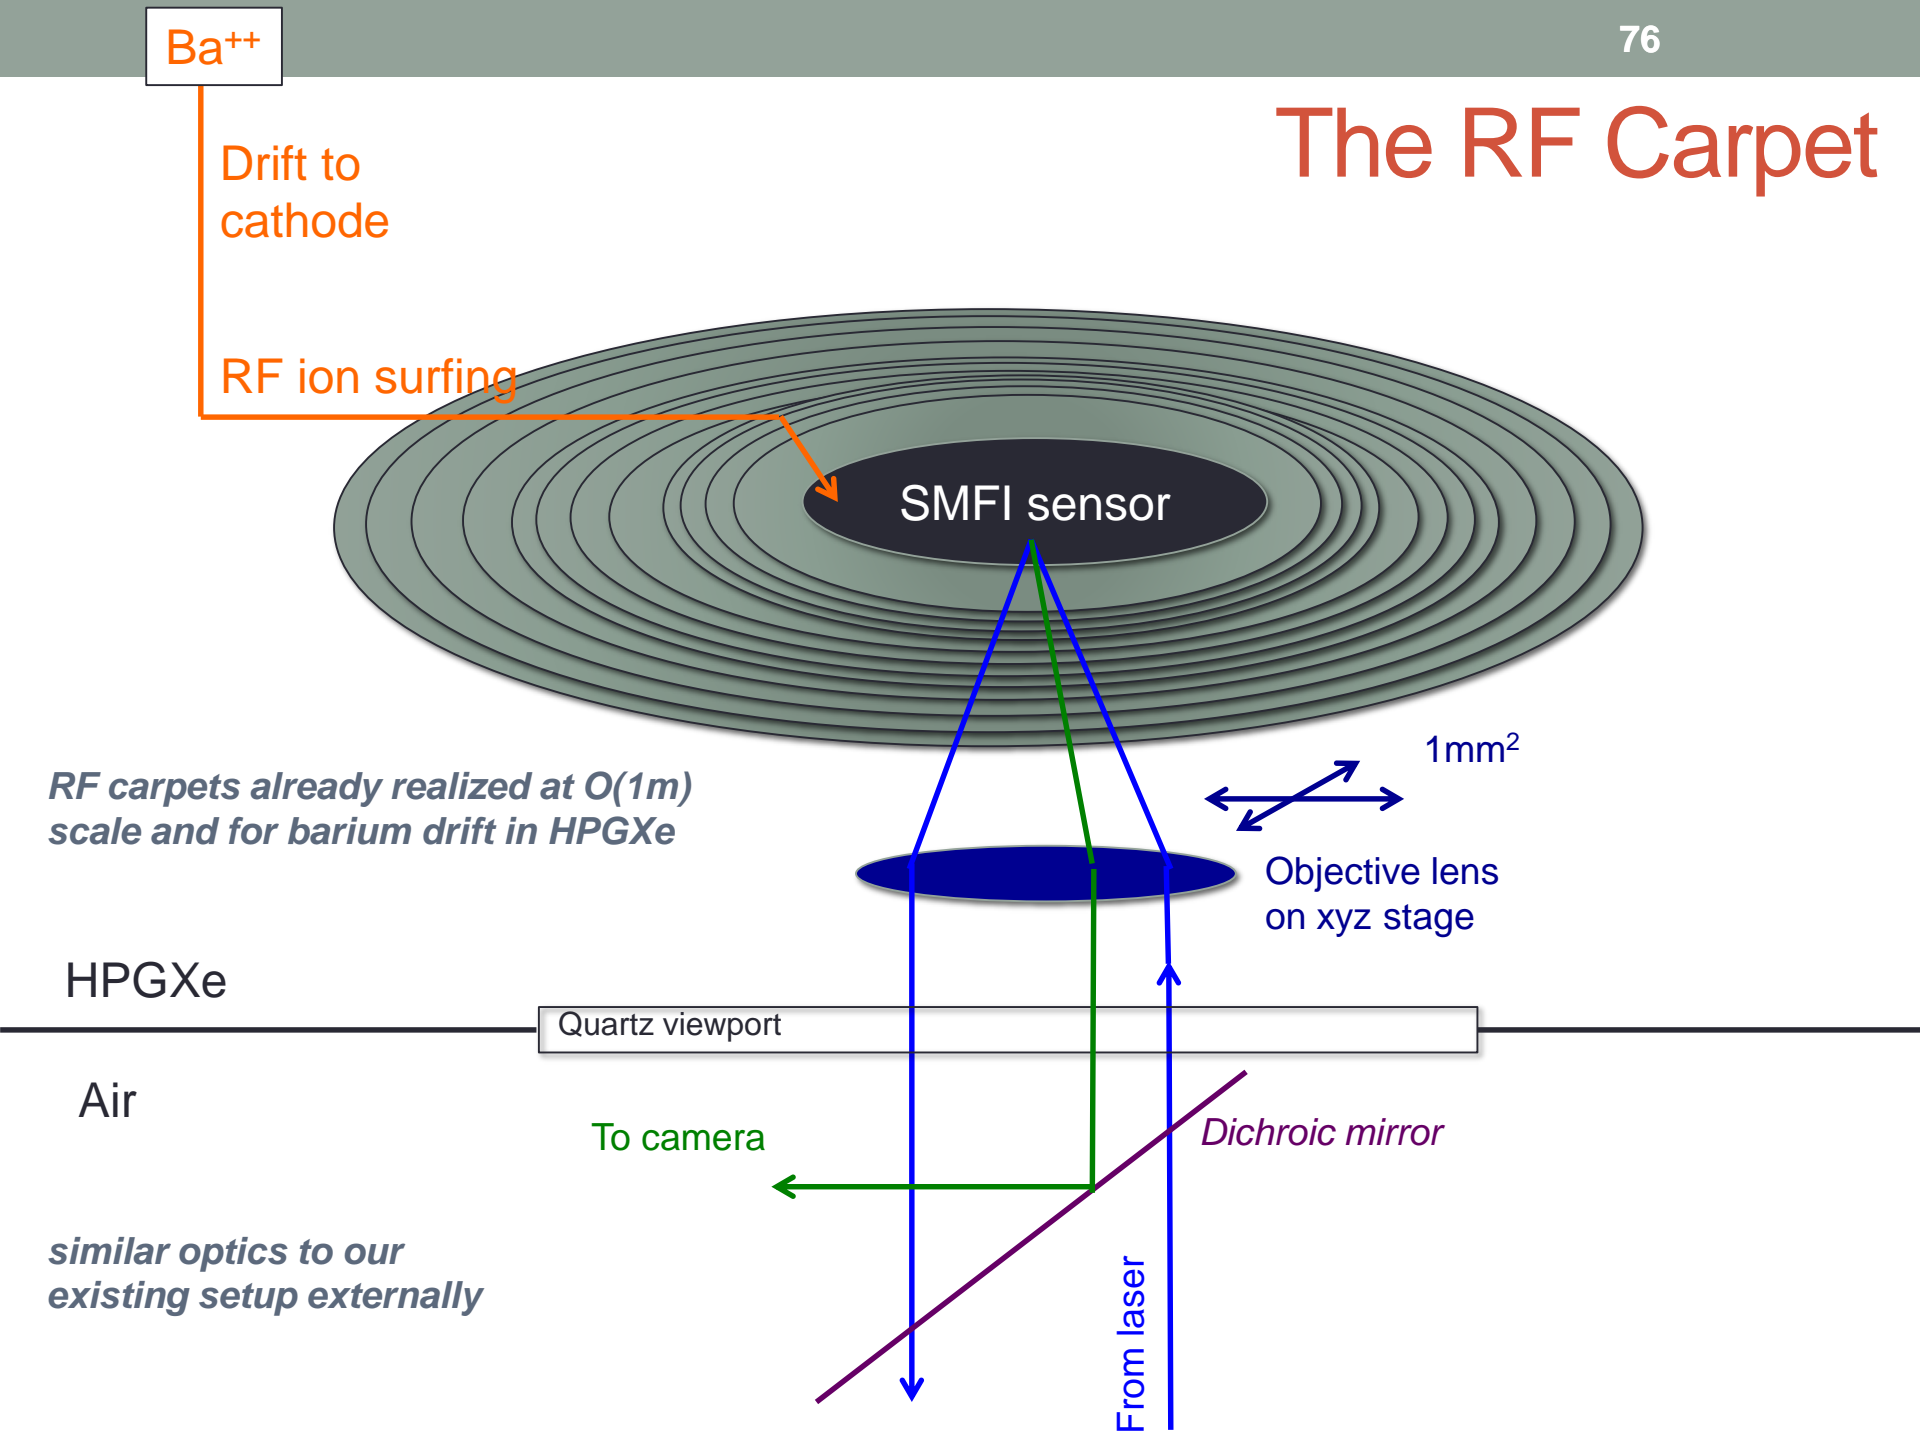 Ba⁺⁺
76
The RF Carpet
Drift to
cathode
RF ion surfing
SMFI sensor
1mm²
RF carpets already realized at O(1m)
scale and for barium drift in HPGXe
Objective lens
on xyz stage
HPGXe
Quartz viewport
Air
To camera
Dichroic mirror
similar optics to our
existing setup externally
From laser